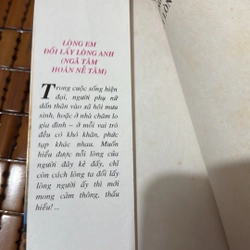 LÒNG EM
ĐỔI LẤY LÒNG ANH
(NGÃ TÂM
HOÁN NỄ TÂM)
Trong cuộc sống hiện
đại, người phụ nữ
dấn thân vào xã hội mưu
sinh, hoặc ở nhà chăm lo
gia đình – ở mỗi vai trò
đều có khó khăn, phức
tạp khác nhau. Muốn
hiểu được nỗi lòng của
người đầy kẻ đấy, chỉ
còn cách lòng ta đổi lấy
lòng người ấy thì mới
mong cảm thông, thấu
hiểu! ...